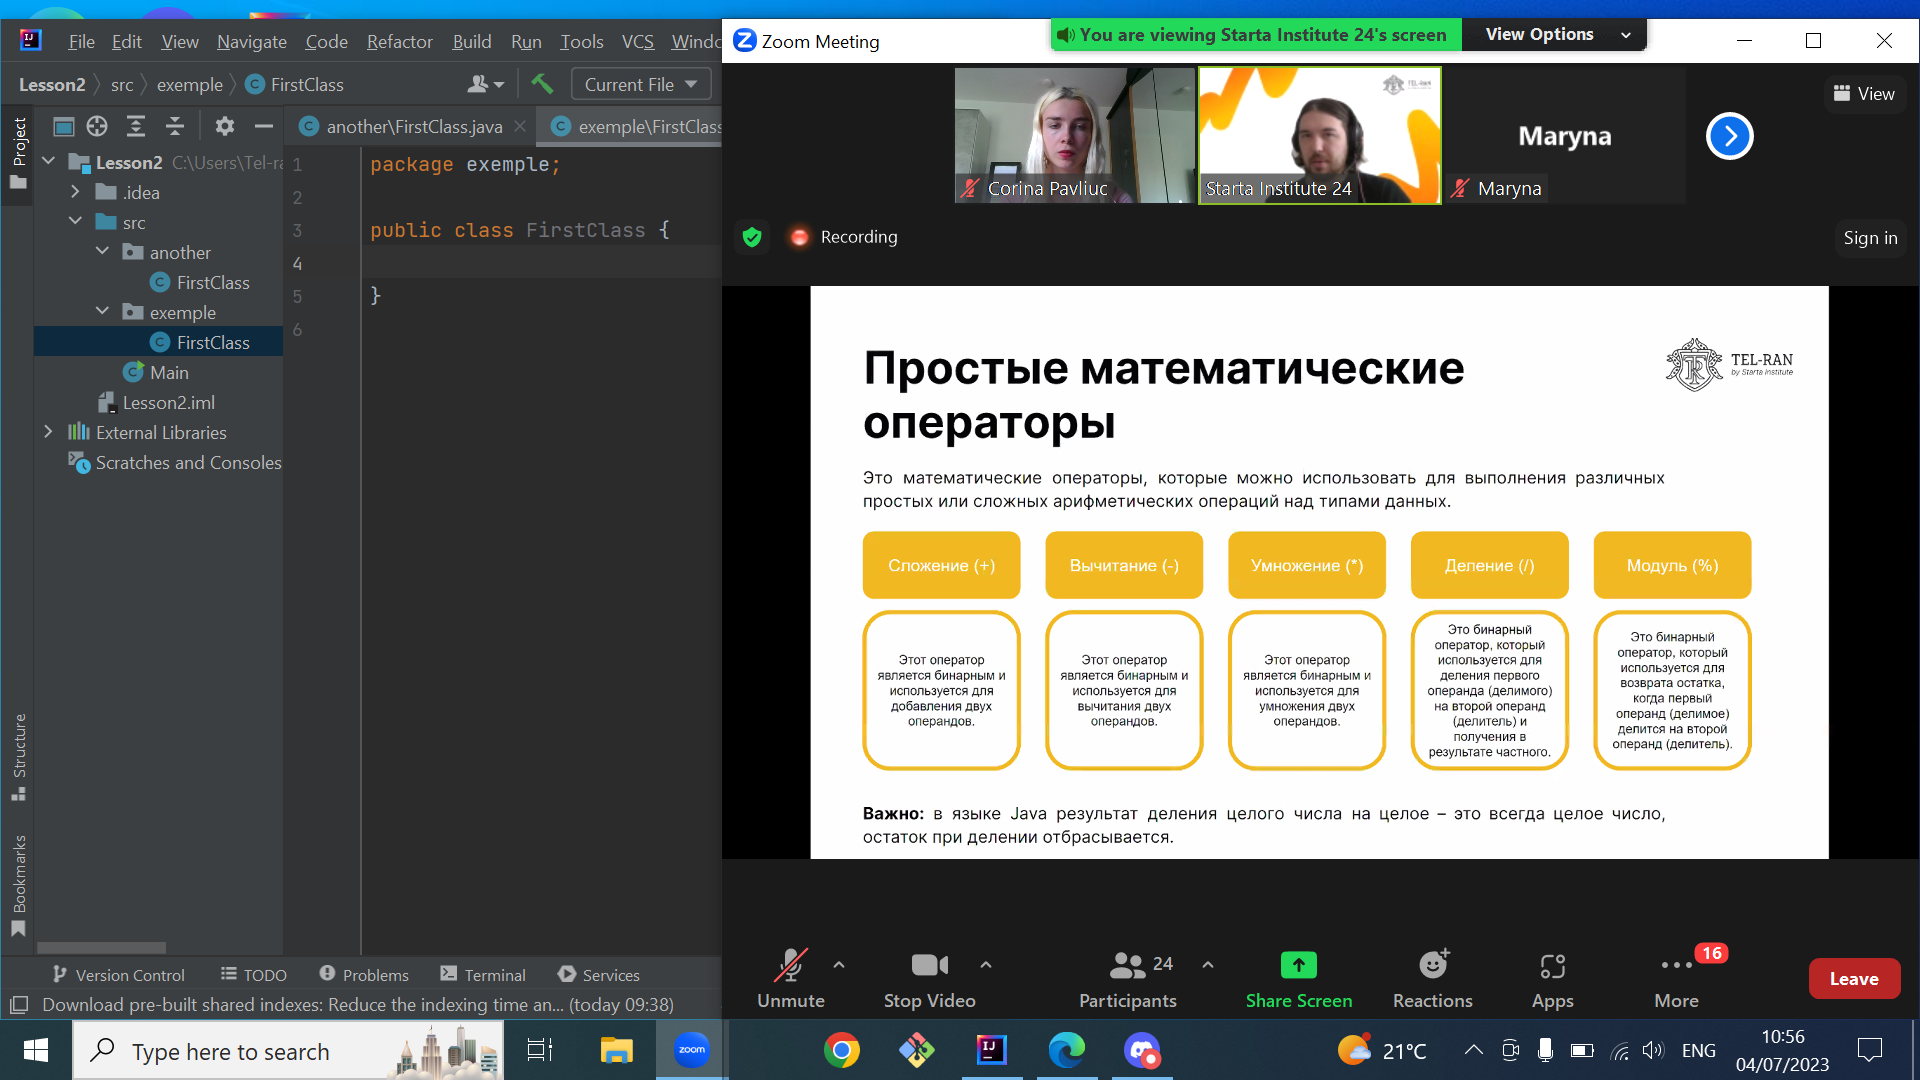 File Edit View Navigate Code Refactor Build Run Tools VCS Windo
Lesson2 src exemple FirstClass Current File
Project
Lesson2 C:\Users\Tel-ra
.idea
src
another
FirstClass
exemple
FirstClass
Main
Lesson2.iml
External Libraries
Scratches and Consoles
Structure
Bookmarks
another\FirstClass.java exemple\FirstClass
1 package exemple;
2
3 public class FirstClass {
4
5 }
6
Version Control TODO Problems Terminal Services
Download pre-built shared indexes: Reduce the indexing time an... (today 09:38)
Zoom Meeting
You are viewing Starta Institute 24's screen View Options
View
Corina Pavliuc
TEL-RAN
Starta Institute 24
Maryna
Maryna
Recording
Sign in
Простые математические
операторы
TEL-RAN
by Starta Institute
Это математические операторы, которые можно использовать для выполнения различных
простых или сложных арифметических операций над типами данных.
Сложение (+)
Этот оператор
является бинарным и
используется для
добавления двух
операндов.
Вычитание (-)
Этот оператор
является бинарным и
используется для
вычитания двух
операндов.
Умножение (*)
Этот оператор
является бинарным и
используется для
умножения двух
операндов.
Деление (/)
Это бинарный
оператор, который
используется для
деления первого
операнда (делимого)
на второй операнд
(делитель) и
получения в
результате частного.
Модуль (%)
Это бинарный
оператор, который
используется для
возврата остатка,
когда первый
операнд (делимое)
делится на второй
операнд (делитель).
Важно: в языке Java результат деления целого числа на целое – это всегда целое число,
остаток при делении отбрасывается.
Unmute
Stop Video
24
Participants
Share Screen
Reactions
Apps
16
More
Leave
Type here to search
zoom
21°C
ENG
10:56
04/07/2023